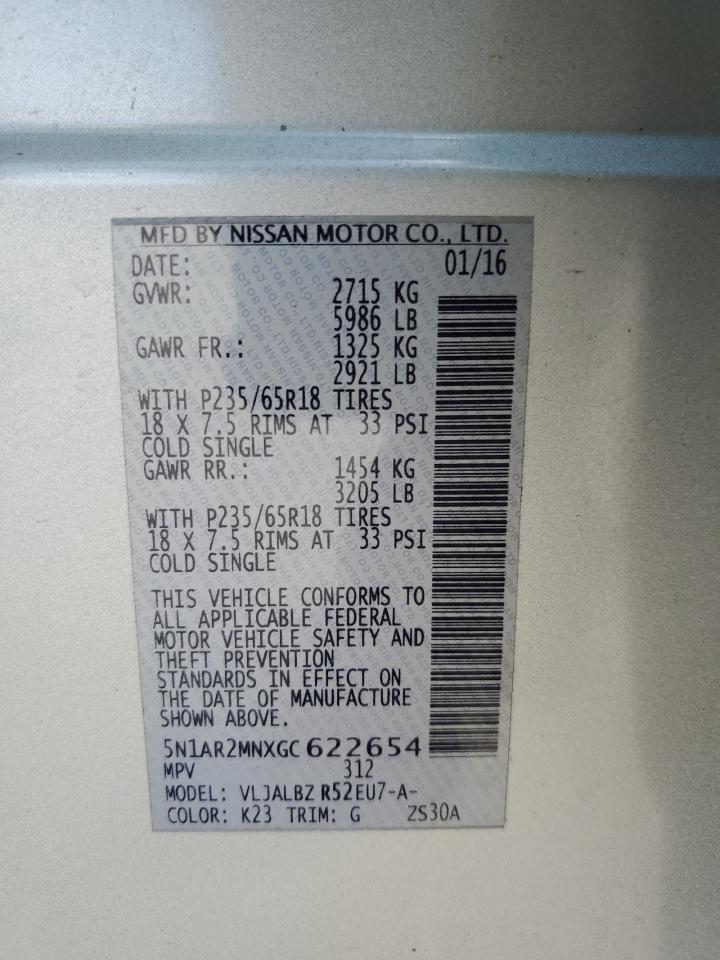 MFD BY NISSAN MOTOR CO., LTD.
DATE: 01/16
GVWR: 2715 KG
5986 LB
GAWR FR.: 1325 KG
2921 LB
WITH P235/65R18 TIRES
18 X 7.5 RIMS AT 33 PSI
COLD SINGLE
GAWR RR.: 1454 KG
3205 LB
WITH P235/65R18 TIRES
18 X 7.5 RIMS AT 33 PSI
COLD SINGLE
THIS VEHICLE CONFORMS TO
ALL APPLICABLE FEDERAL
MOTOR VEHICLE SAFETY AND
THEFT PREVENTION
STANDARDS IN EFFECT ON
THE DATE OF MANUFACTURE
SHOWN ABOVE.
5N1AR2MNXGC 622654
MPV 312
MODEL: VLJALBZ R52EU7-A-
COLOR: K23 TRIM: G ZS30A